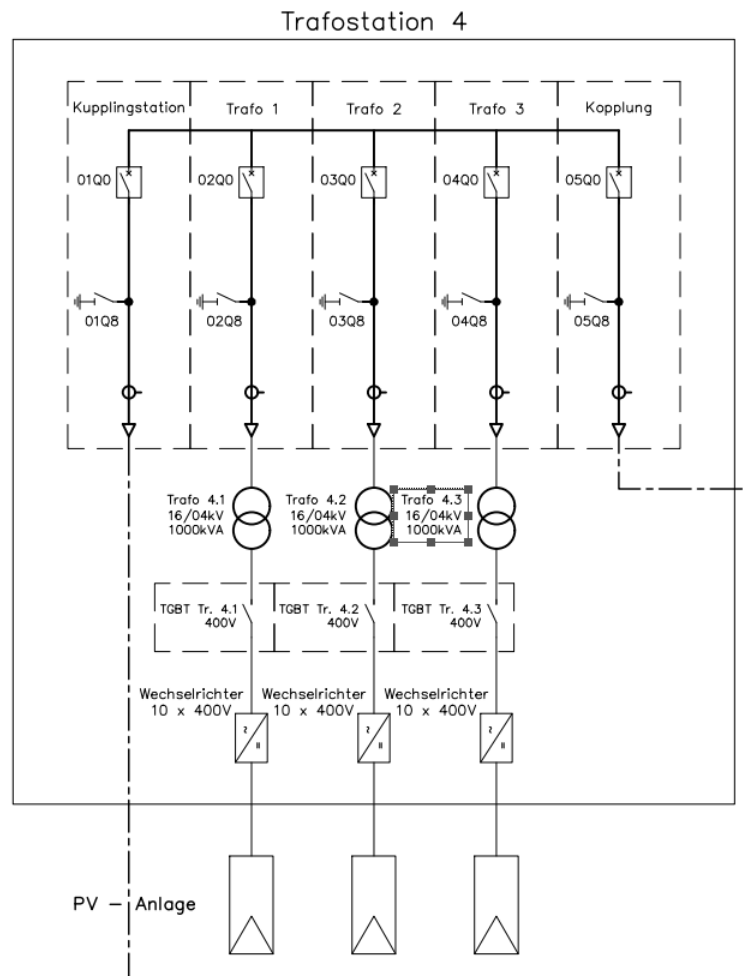 Trafostation 4
Kupplingstation
Trafo 1
Trafo 2
Trafo 3
Kopplung
01Q0
02Q0
03Q0
04Q0
05Q0
01Q8
02Q8
03Q8
04Q8
05Q8
Trafo 4.1
16/04kV
1000kVA
Trafo 4.2
16/04kV
1000kVA
Trafo 4.3
16/04kV
1000kVA
TGBT Tr. 4.1
400V
TGBT Tr. 4.2
400V
TGBT Tr. 4.3
400V
Wechselrichter
10 x 400V
Wechselrichter
10 x 400V
Wechselrichter
10 x 400V
PV - Anlage